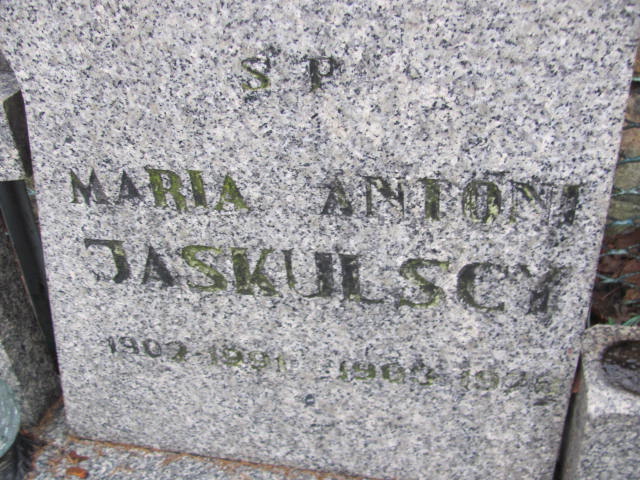 S P
MARIA ANTONI
JASKULSCY
1902-1991